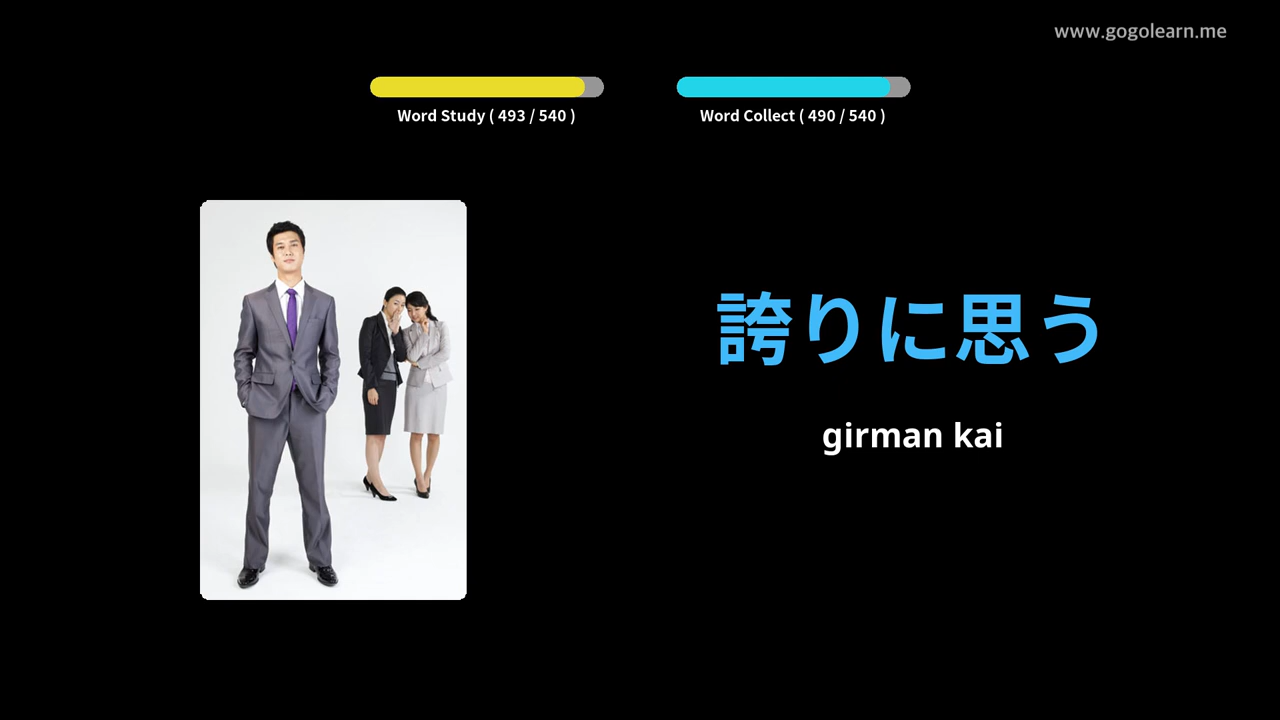 www.gogolearn.me
Word Study ( 493 / 540 )
Word Collect ( 490 / 540 )
誇りに思う
girman kai